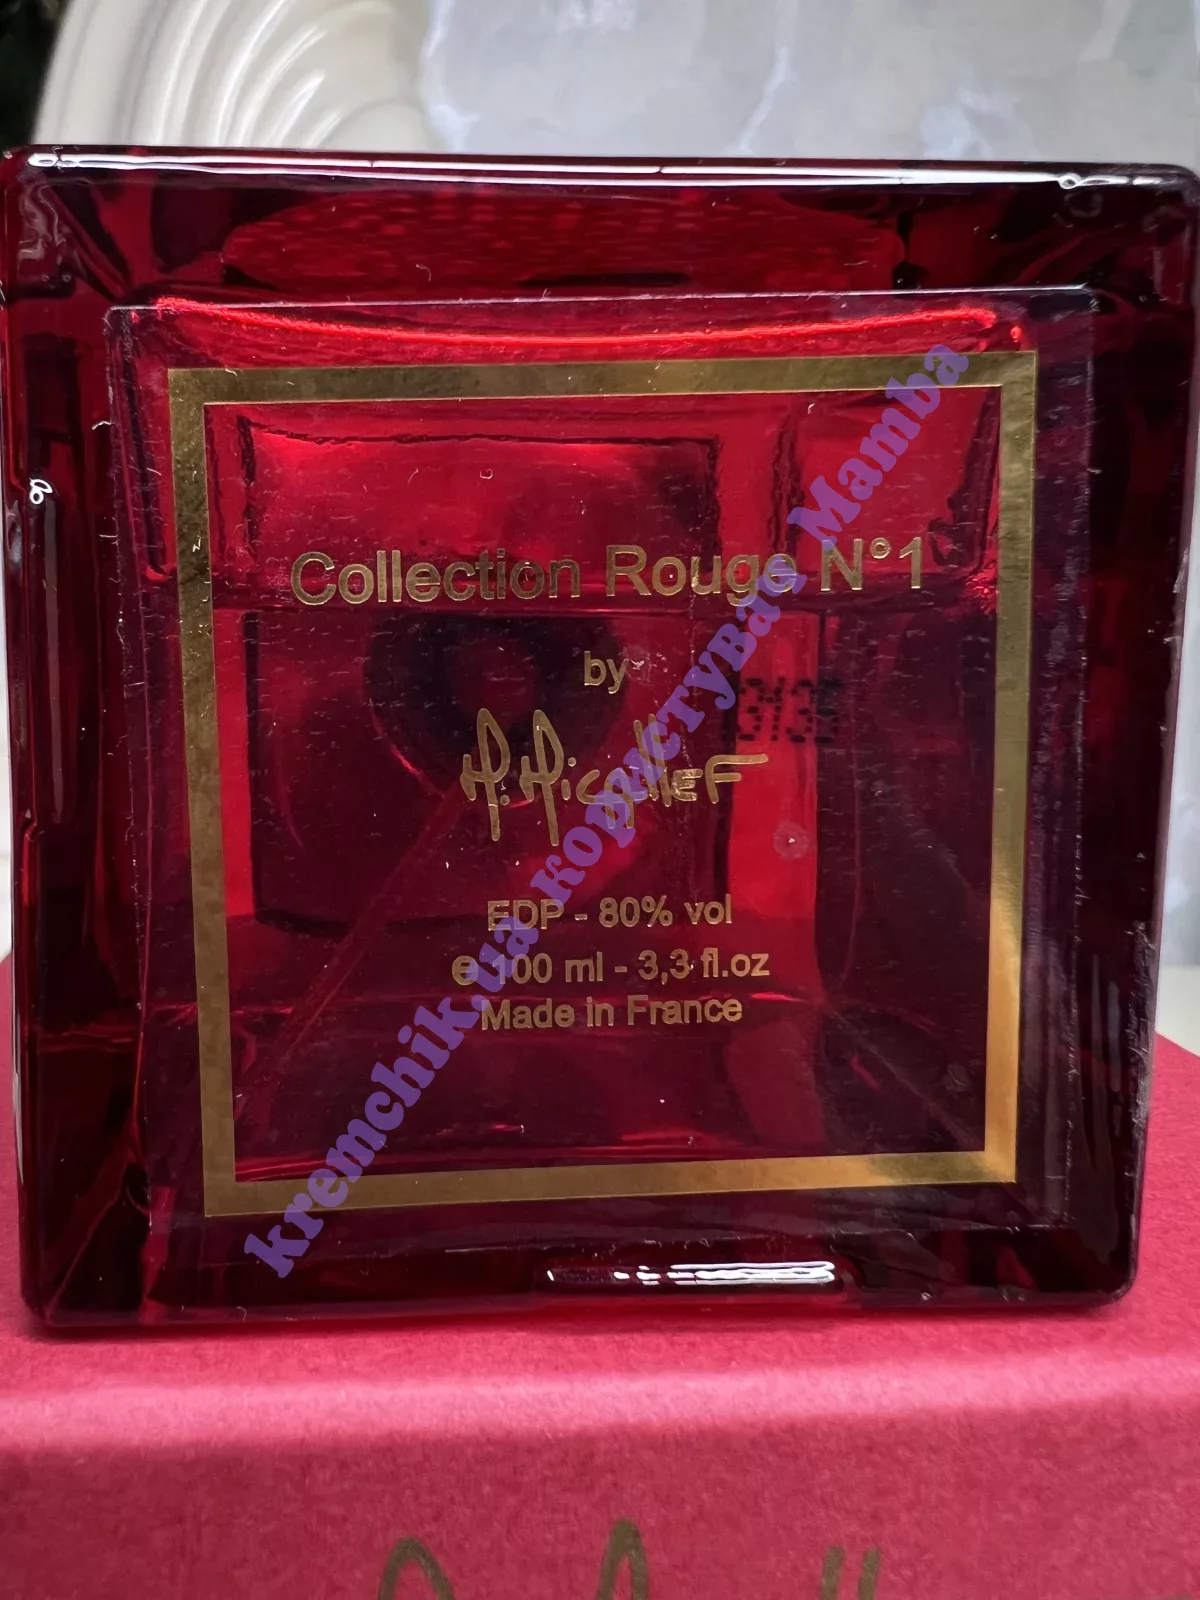 Collection Rouge N°1
by
M. Micallef
EDP - 80% vol
e 100 ml - 3,3 fl.oz
Made in France
kremchik.ua користувач Mamba